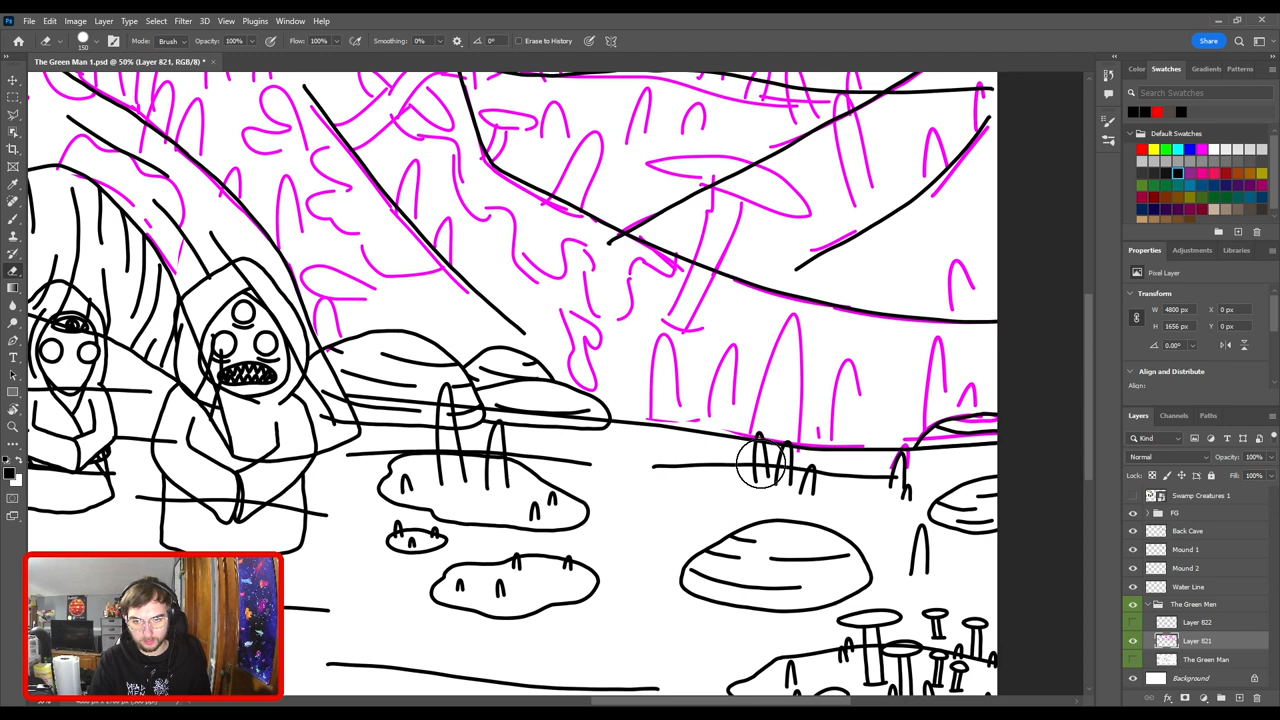 Ps File Edit Image Layer Type Select Filter 3D View Plugins Window Help
150 Mode: Brush Opacity: 100% Flow: 100% Smoothing: 0% 0° Erase to History Share
The Green Man 1.psd @ 50% (Layer 821, RGB/8) *
Color Swatches Gradients Patterns
Search Swatches
Default Swatches
Properties Adjustments Libraries
Pixel Layer
Transform
W 4800 px X 0 px
H 1656 px Y 0 px
0.00°
Align and Distribute
Align:
Layers Channels Paths
Kind
Normal Opacity: 100%
Lock: Fill: 100%
Swamp Creatures 1
FG
Back Cave
Mound 1
Mound 2
Water Line
The Green Men
Layer 822
Layer 821
The Green Man
Background